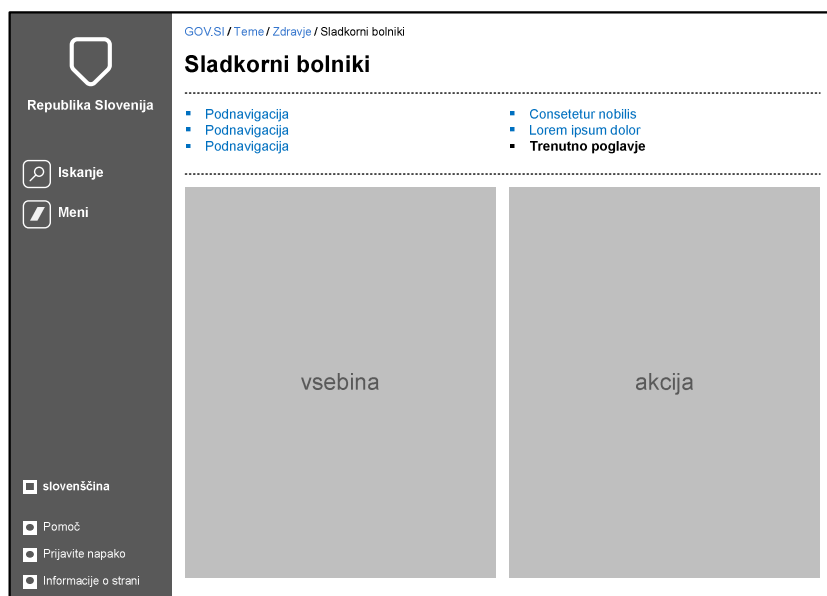 GOV.SI / Teme / Zdravje / Sladkorni bolniki
Sladkorni bolniki
Republika Slovenija
Podnavigacija
Podnavigacija
Podnavigacija
Consetetur nobilis
Lorem ipsum dolor
Trenutno poglavje
Iskanje
Meni
vsebina
akcija
slovenščina
Pomoč
Prijavite napako
Informacije o strani